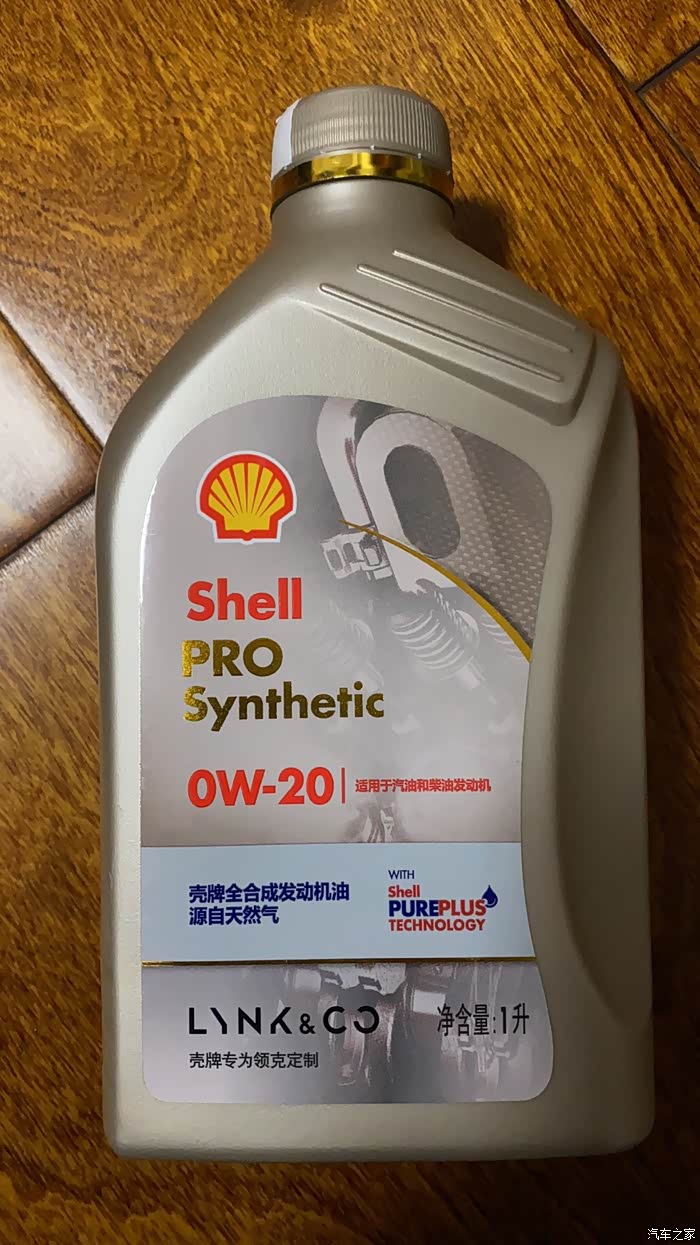 Shell
PRO
Synthetic
0W-20 适用于汽油和柴油发动机
壳牌全合成发动机油
源自天然气
WITH
Shell
PUREPLUS
TECHNOLOGY
LYNK & CO
净含量:1升
壳牌专为领克定制
汽车之家